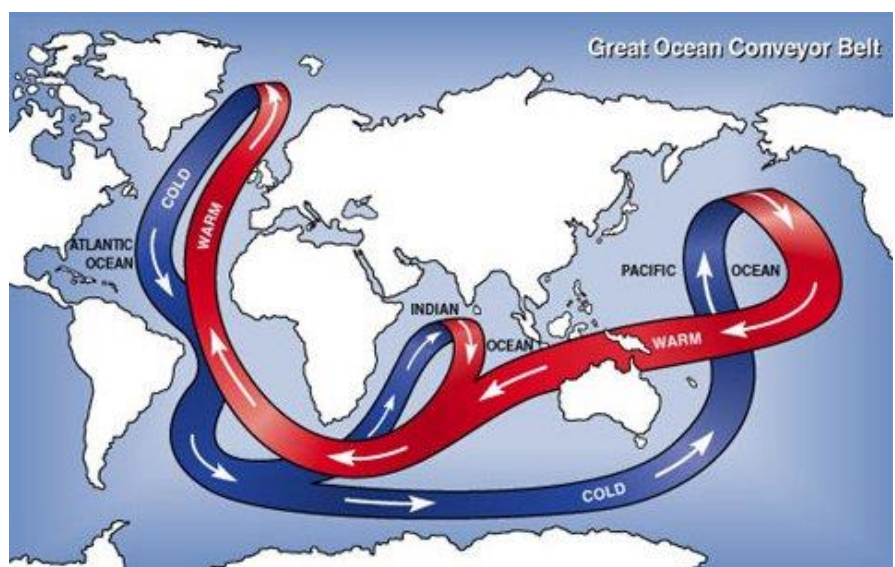 Great Ocean Conveyor Belt
COLD
WARM
ATLANTIC
OCEAN
INDIAN
OCEAN
PACIFIC
OCEAN
WARM
COLD